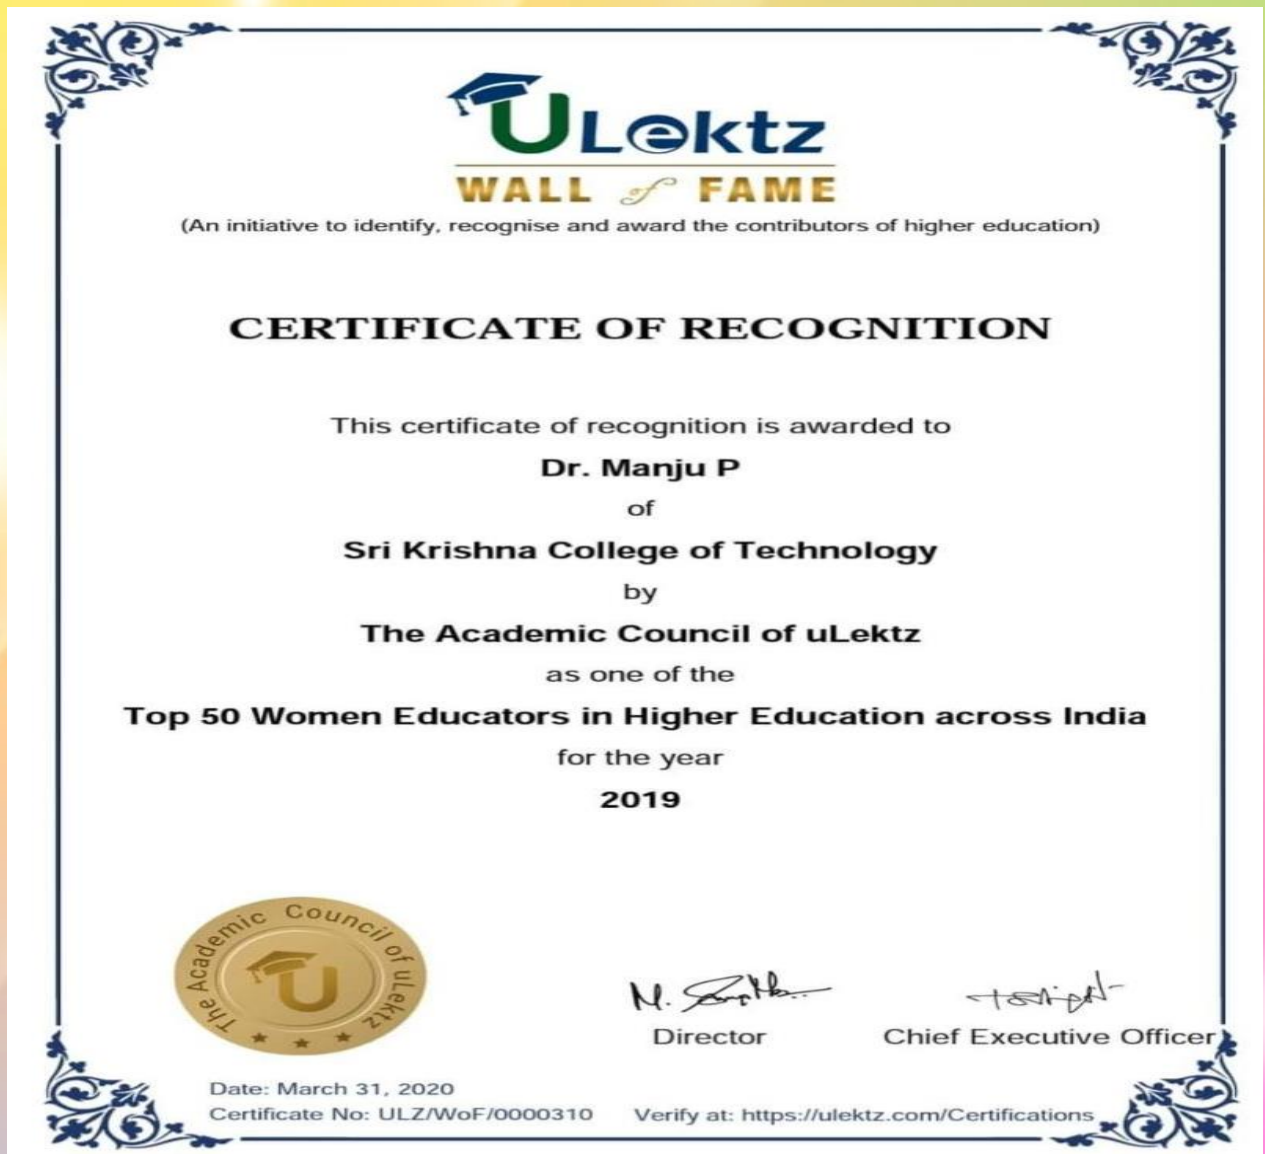 ULektz
WALL of FAME
(An initiative to identify, recognise and award the contributors of higher education)
CERTIFICATE OF RECOGNITION
This certificate of recognition is awarded to
Dr. Manju P
of
Sri Krishna College of Technology
by
The Academic Council of uLektz
as one of the
Top 50 Women Educators in Higher Education across India
for the year
2019
The Academic Council of uLektz
U
M.
Director
Chief Executive Officer
Date: March 31, 2020
Certificate No: ULZ/WoF/0000310
Verify at: https://ulektz.com/Certifications